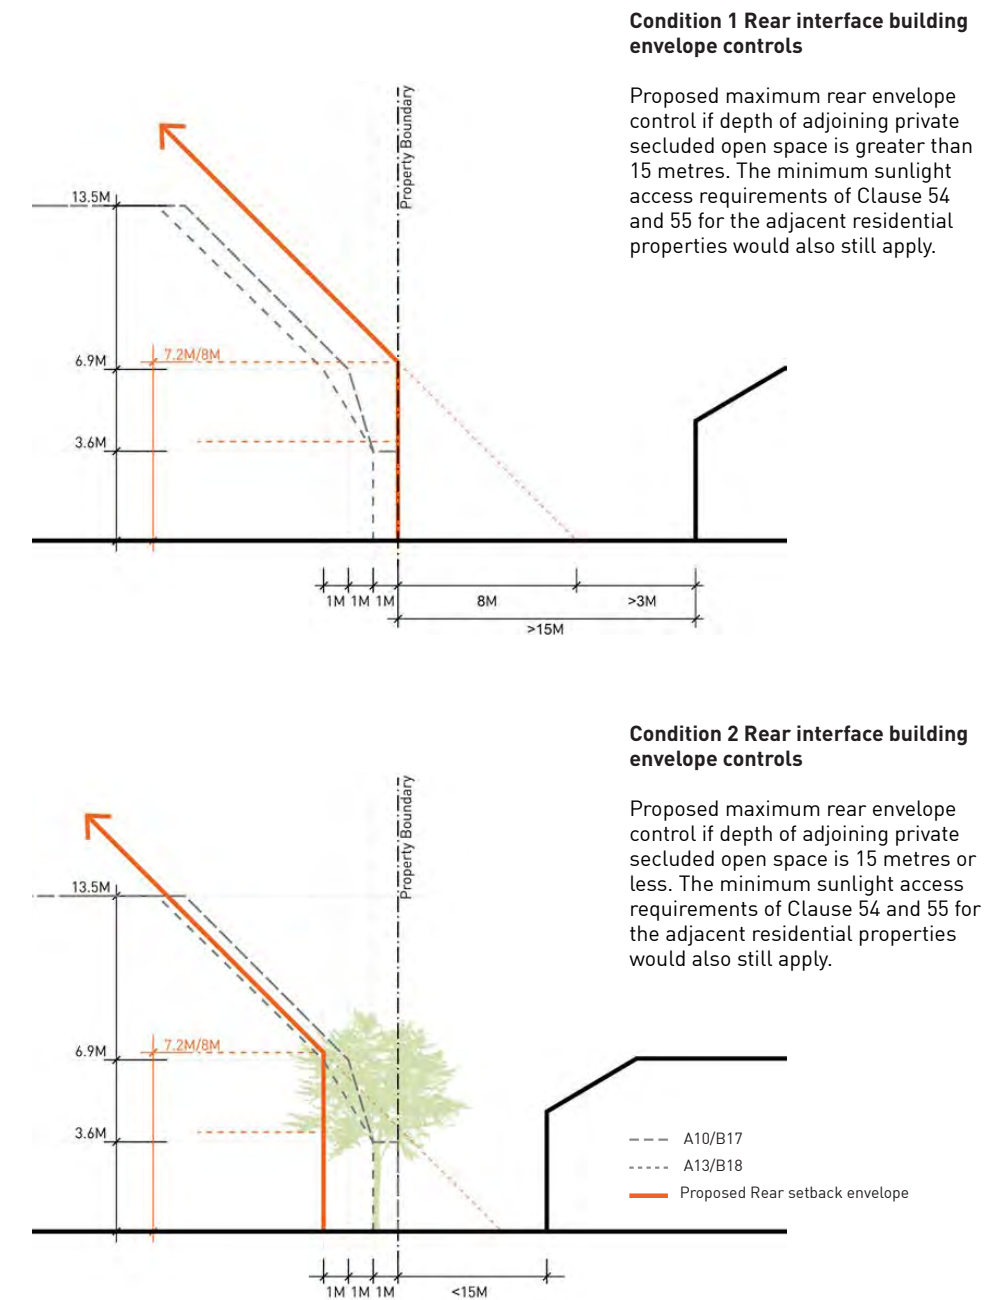 Condition 1 Rear interface building
envelope controls
Proposed maximum rear envelope
control if depth of adjoining private
secluded open space is greater than
15 metres. The minimum sunlight
access requirements of Clause 54
and 55 for the adjacent residential
properties would also still apply.
Property Boundary
13.5M
7.2M/8M
6.9M
3.6M
1M 1M 1M
8M
>3M
>15M
Condition 2 Rear interface building
envelope controls
Proposed maximum rear envelope
control if depth of adjoining private
secluded open space is 15 metres or
less. The minimum sunlight access
requirements of Clause 54 and 55 for
the adjacent residential properties
would also still apply.
Property Boundary
13.5M
7.2M/8M
6.9M
3.6M
A10/B17
A13/B18
Proposed Rear setback envelope
1M 1M 1M
<15M